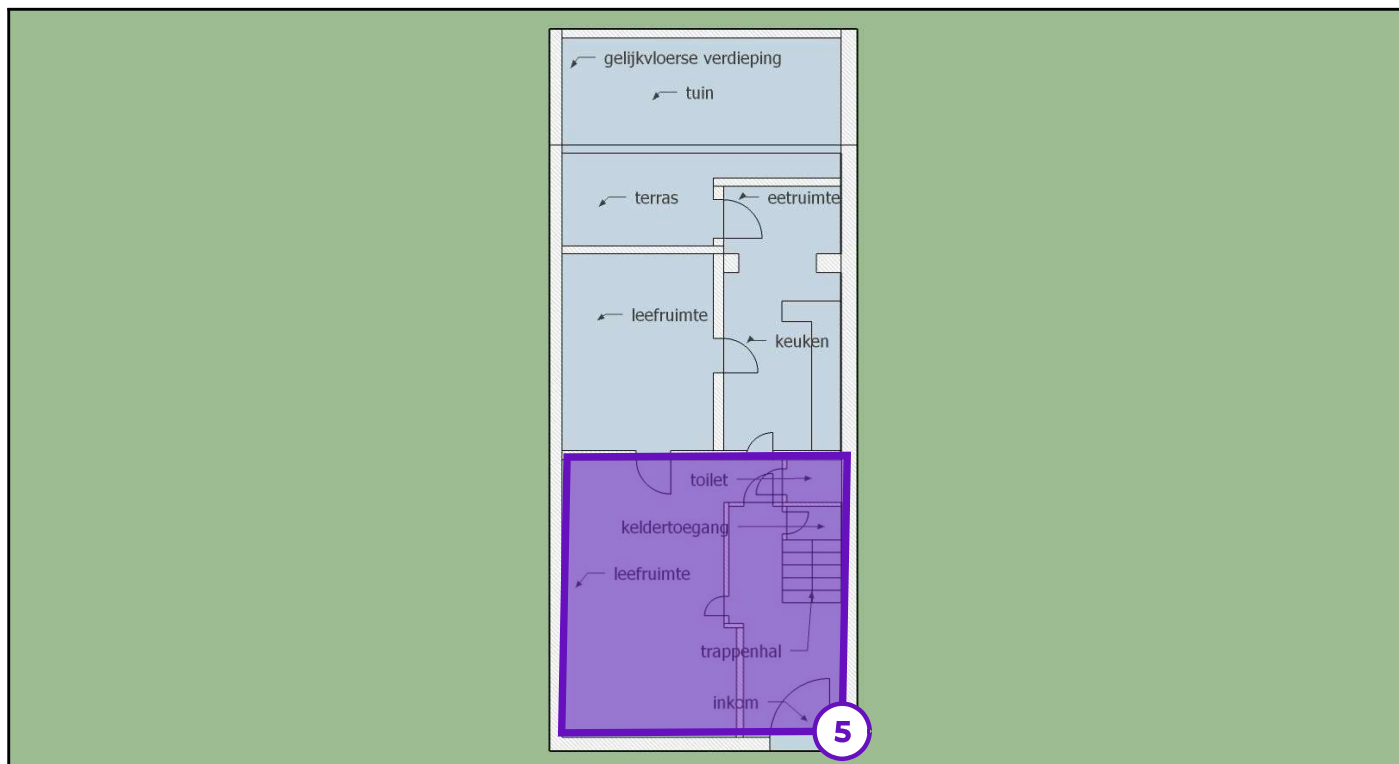 gelijkvloerse verdieping
tuin
terras
eetruimte
leefruimte
keuken
toilet
keldertoegang
leefruimte
trappenhal
inkom
5